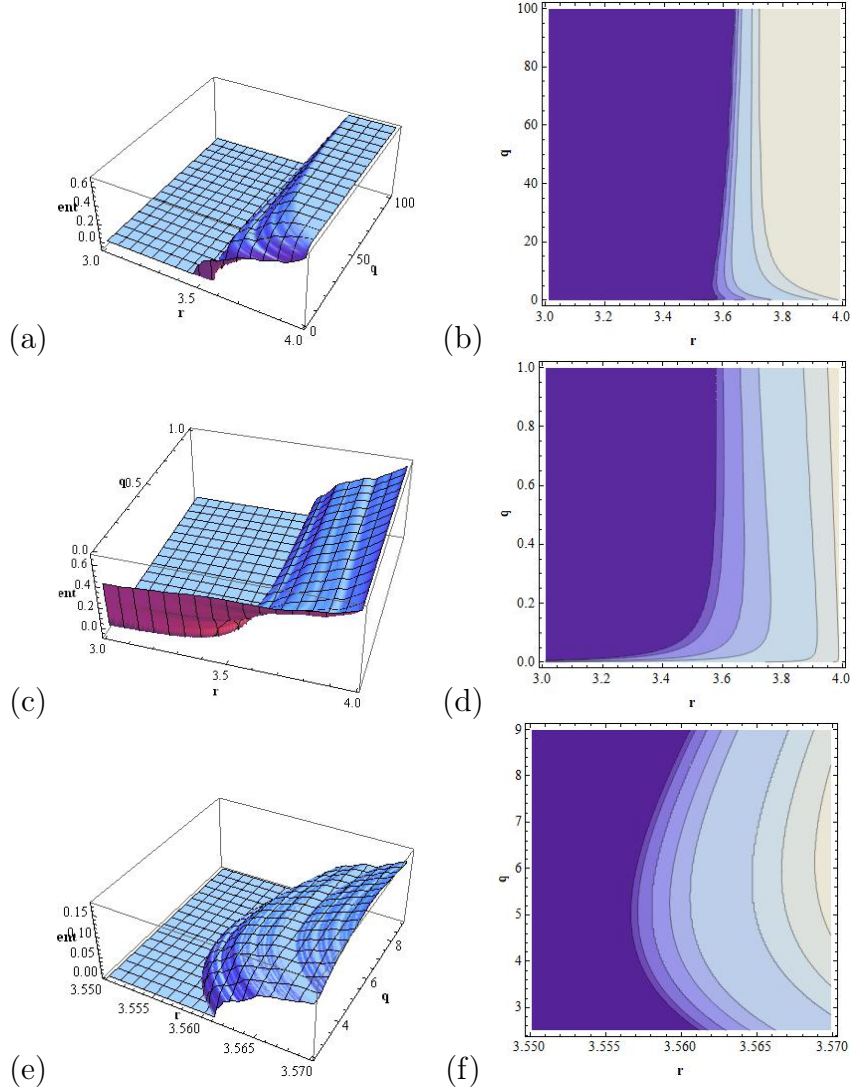 0.6
0.4
ent
0.2
0.0
3.0
3.5
r
4.0
0
50
q
100
(a)
100
80
60
q
40
20
0
3.0 3.2 3.4 3.6 3.8 4.0
r
(b)
1.0
q 0.5
0.0
0.6
ent 0.4
0.2
0.0
3.0
3.5
r
4.0
(c)
1.0
0.8
0.6
q
0.4
0.2
0.0
3.0 3.2 3.4 3.6 3.8 4.0
r
(d)
0.15
0.10
ent
0.05
0.00
3.550
3.555
r
3.560
3.565
3.570
4
6
q
8
(e)
9
8
7
6
q
5
4
3
3.550 3.555 3.560 3.565 3.570
r
(f)